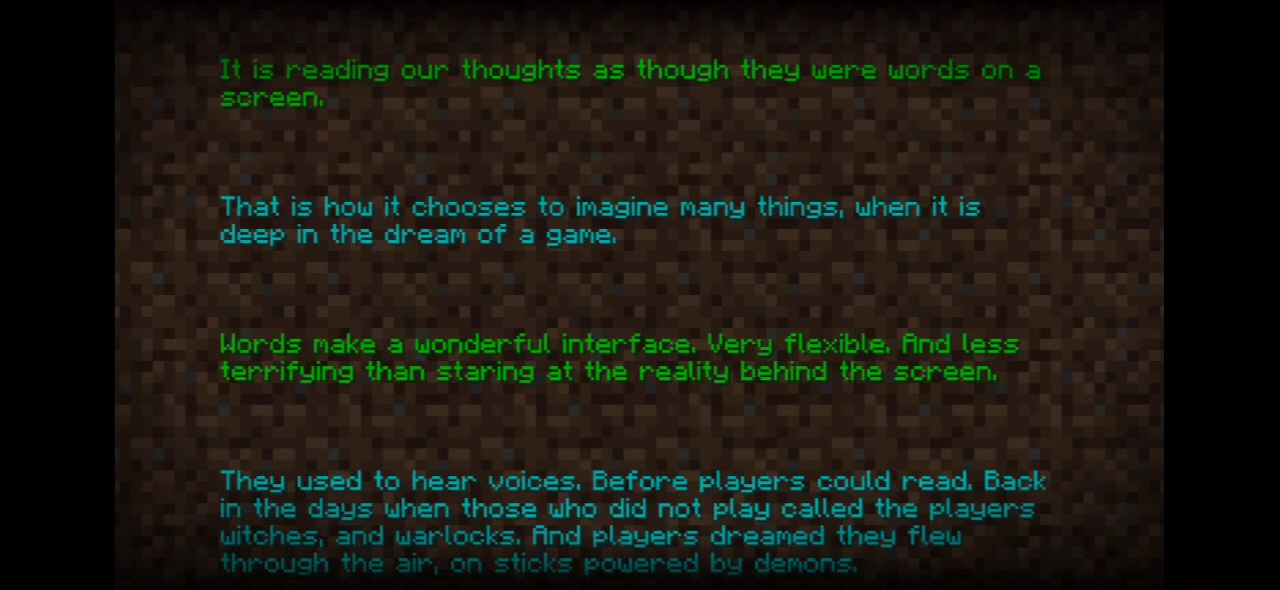 It is reading our thoughts as though they were words on a
screen.
That is how it chooses to imagine many things, when it is
deep in the dream of a game.
Words make a wonderful interface. Very flexible. And less
terrifying than staring at the reality behind the screen.
They used to hear voices. Before players could read. Back
in the days when those who did not play called the players
witches, and warlocks. And players dreamed they flew
through the air, on sticks powered by demons.